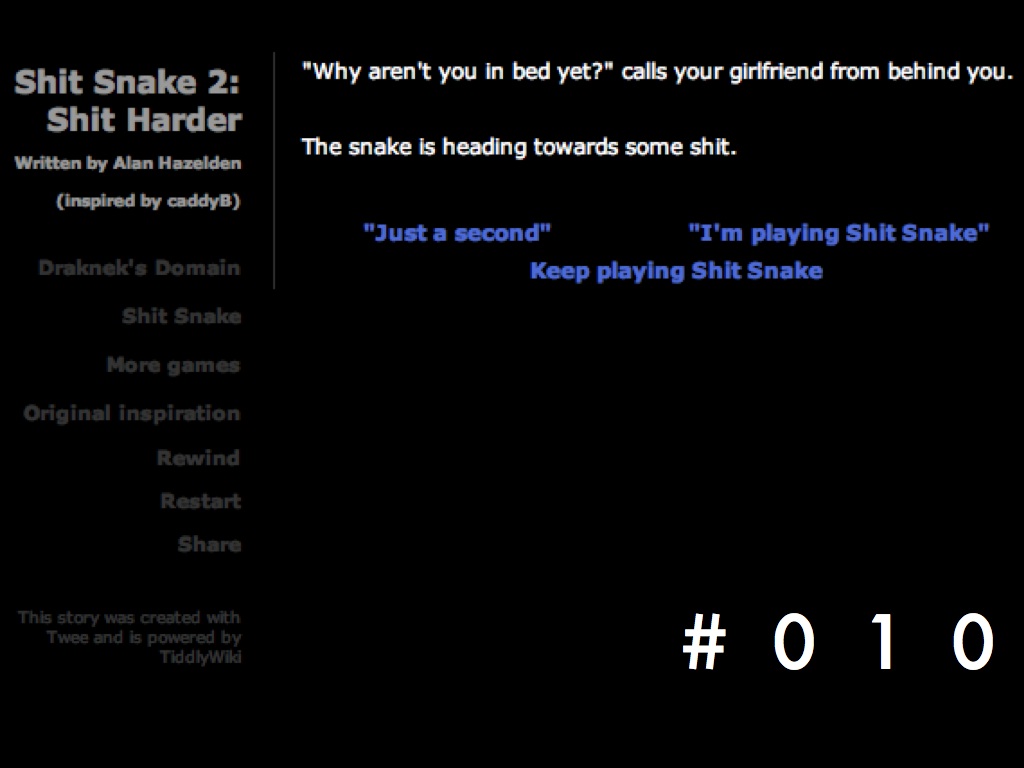 Shit Snake 2:
Shit Harder
Written by Alan Hazelden
(inspired by caddyB)
Draknek's Domain
Shit Snake
More games
Original inspiration
Rewind
Restart
Share
This story was created with
Twee and is powered by
TiddlyWiki
"Why aren't you in bed yet?" calls your girlfriend from behind you.
The snake is heading towards some shit.
"Just a second" "I'm playing Shit Snake"
Keep playing Shit Snake
# 0 1 0